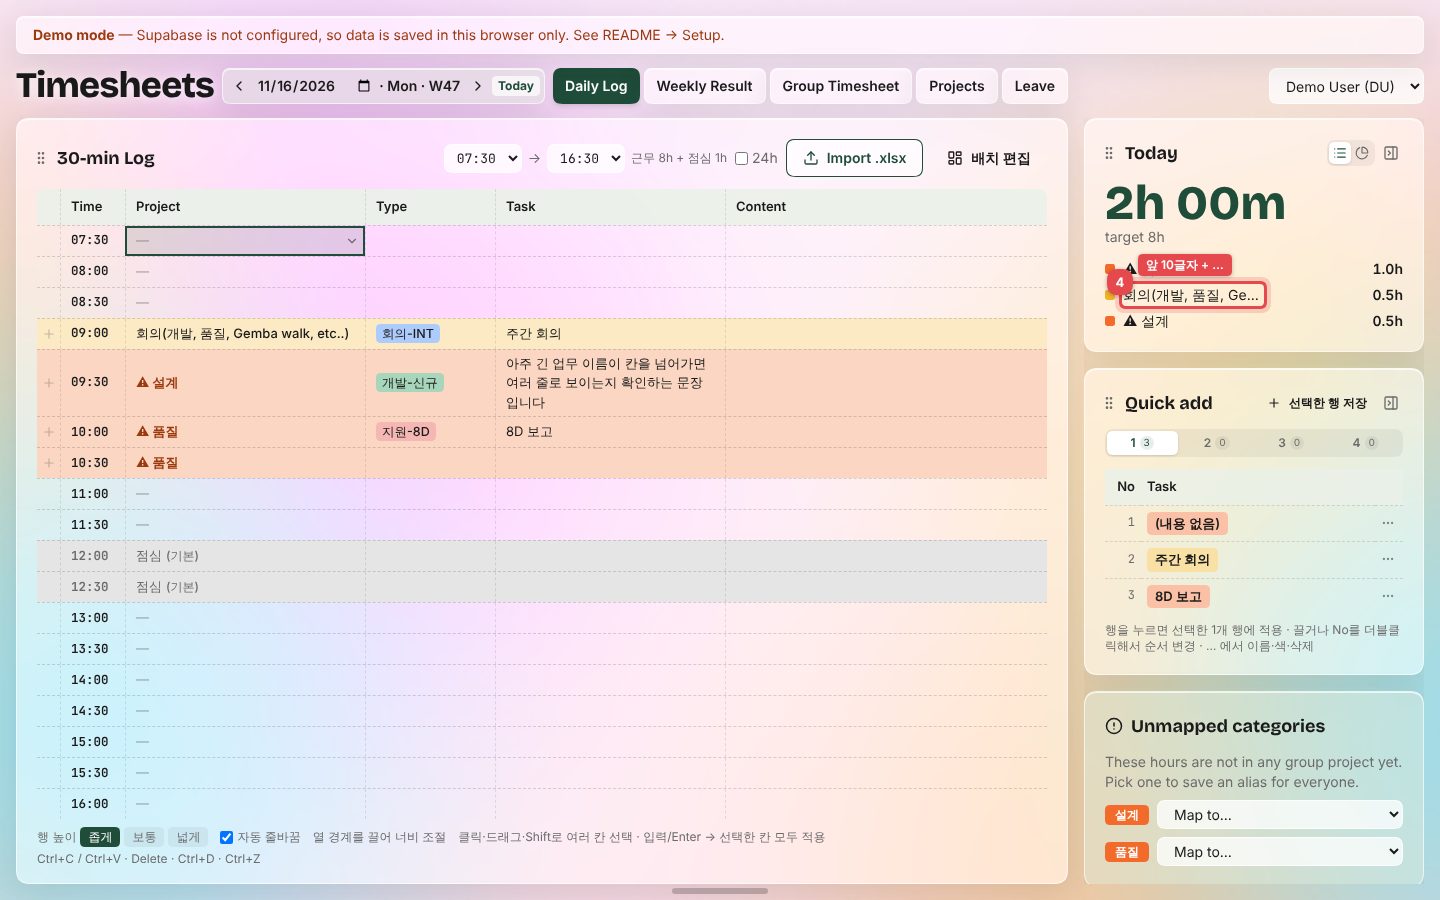 Demo mode — Supabase is not configured, so data is saved in this browser only. See README → Setup.
Timesheets
11/16/2026 · Mon · W47 Today
Daily Log
Weekly Result
Group Timesheet
Projects
Leave
Demo User (DU)
30-min Log
07:30 → 16:30 근무 8h + 점심 1h 24h
Import .xlsx
배치 편집
Time Project Type Task Content
07:30 —
08:00 —
08:30 —
09:00 회의(개발, 품질, Gemba walk, etc..) 회의-INT 주간 회의
09:30 설계 개발-신규 아주 긴 업무 이름이 칸을 넘어가면
여러 줄로 보이는지 확인하는 문장
입니다
10:00 품질 지원-8D 8D 보고
10:30 품질
11:00 —
11:30 —
12:00 점심 (기본)
12:30 점심 (기본)
13:00 —
13:30 —
14:00 —
14:30 —
15:00 —
15:30 —
16:00 —
행 높이 좁게 보통 넓게 자동 줄바꿈 열 경계를 끌어 너비 조절 클릭·드래그·Shift로 여러 칸 선택 · 입력/Enter → 선택한 칸 모두 적용
Ctrl+C / Ctrl+V · Delete · Ctrl+D · Ctrl+Z
Today
2h 00m
target 8h
앞 10글자 + ...
1.0h
4
회의(개발, 품질, Ge... 0.5h
설계 0.5h
Quick add
+ 선택한 행 저장
1 3 2 0 3 0 4 0
No Task
1 (내용 없음) ...
2 주간 회의 ...
3 8D 보고 ...
행을 누르면 선택한 1개 행에 적용 · 끌거나 No를 더블클
릭해서 순서 변경 · ... 에서 이름·색·삭제
Unmapped categories
These hours are not in any group project yet.
Pick one to save an alias for everyone.
설계 Map to...
품질 Map to...